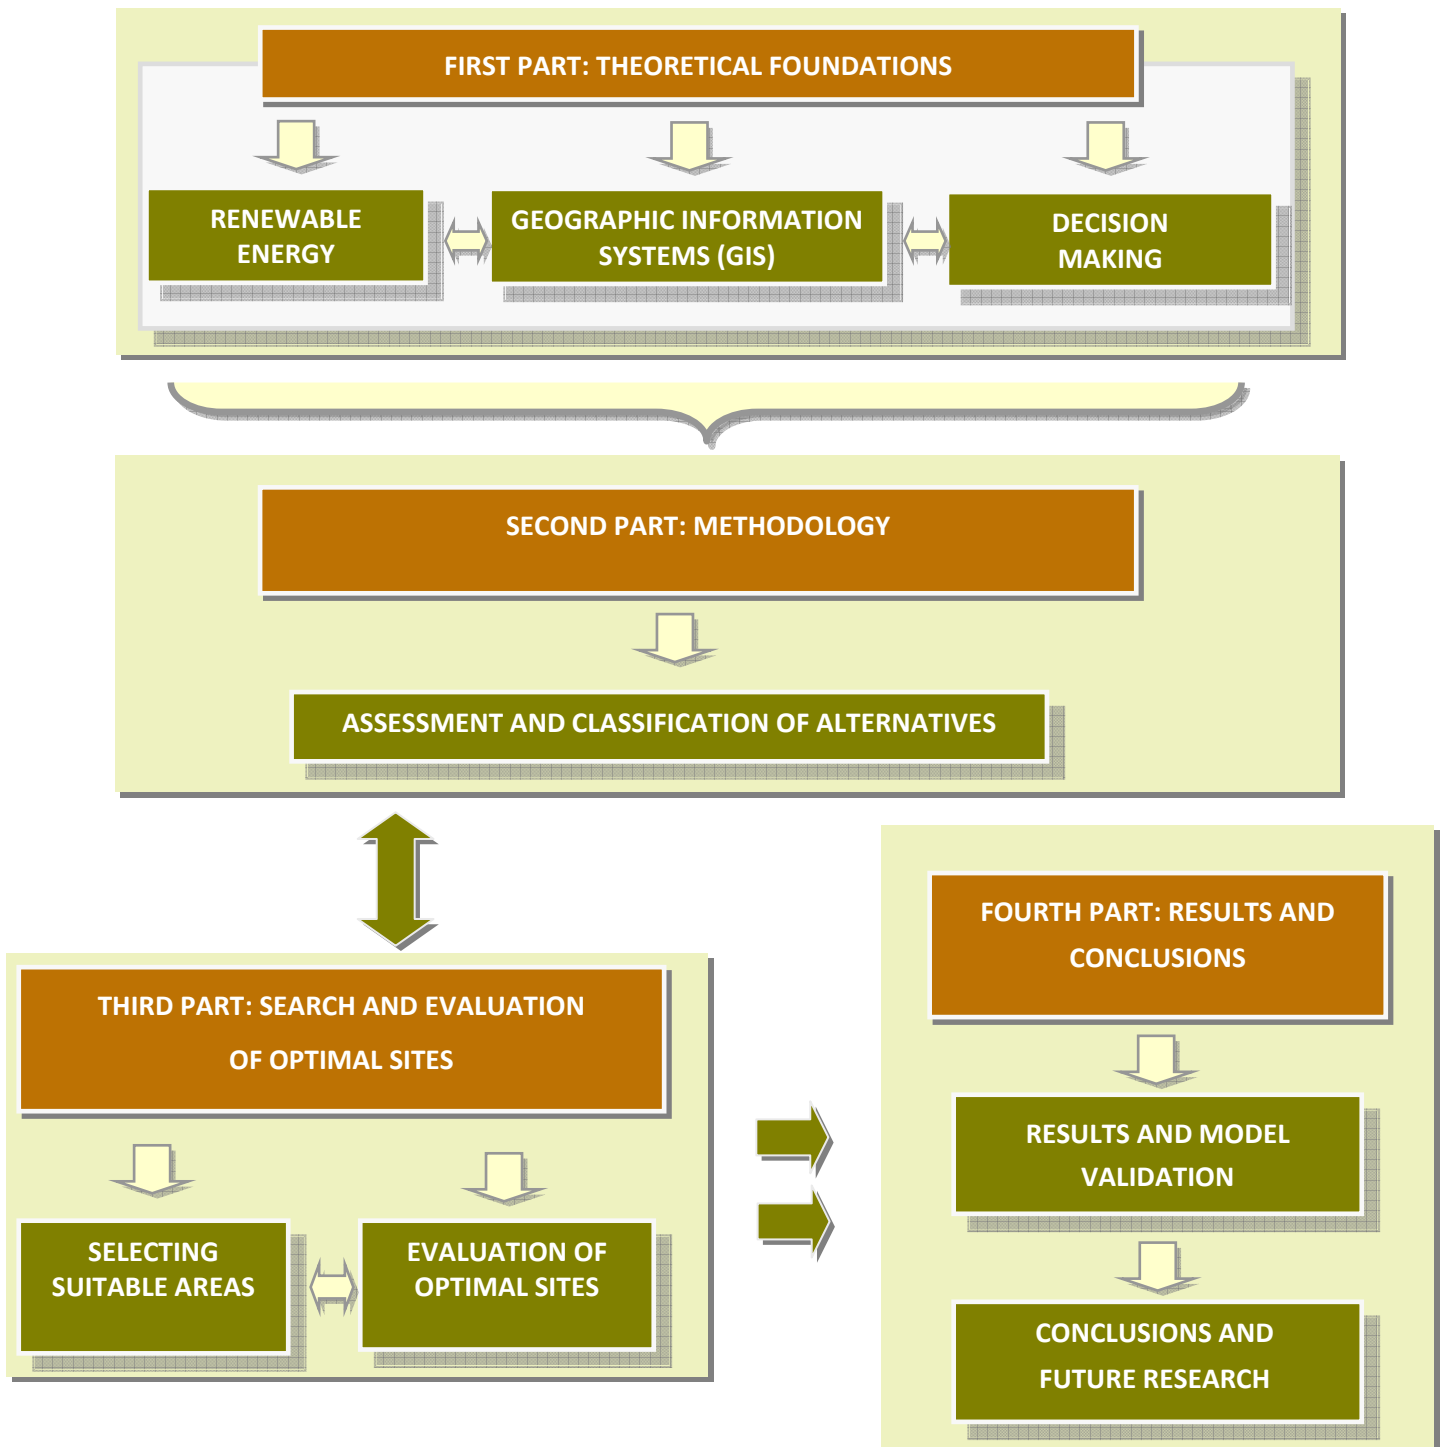 FIRST PART: THEORETICAL FOUNDATIONS
RENEWABLE
ENERGY
GEOGRAPHIC INFORMATION
SYSTEMS (GIS)
DECISION
MAKING
SECOND PART: METHODOLOGY
ASSESSMENT AND CLASSIFICATION OF ALTERNATIVES
THIRD PART: SEARCH AND EVALUATION
OF OPTIMAL SITES
SELECTING
SUITABLE AREAS
EVALUATION OF
OPTIMAL SITES
FOURTH PART: RESULTS AND
CONCLUSIONS
RESULTS AND MODEL
VALIDATION
CONCLUSIONS AND
FUTURE RESEARCH